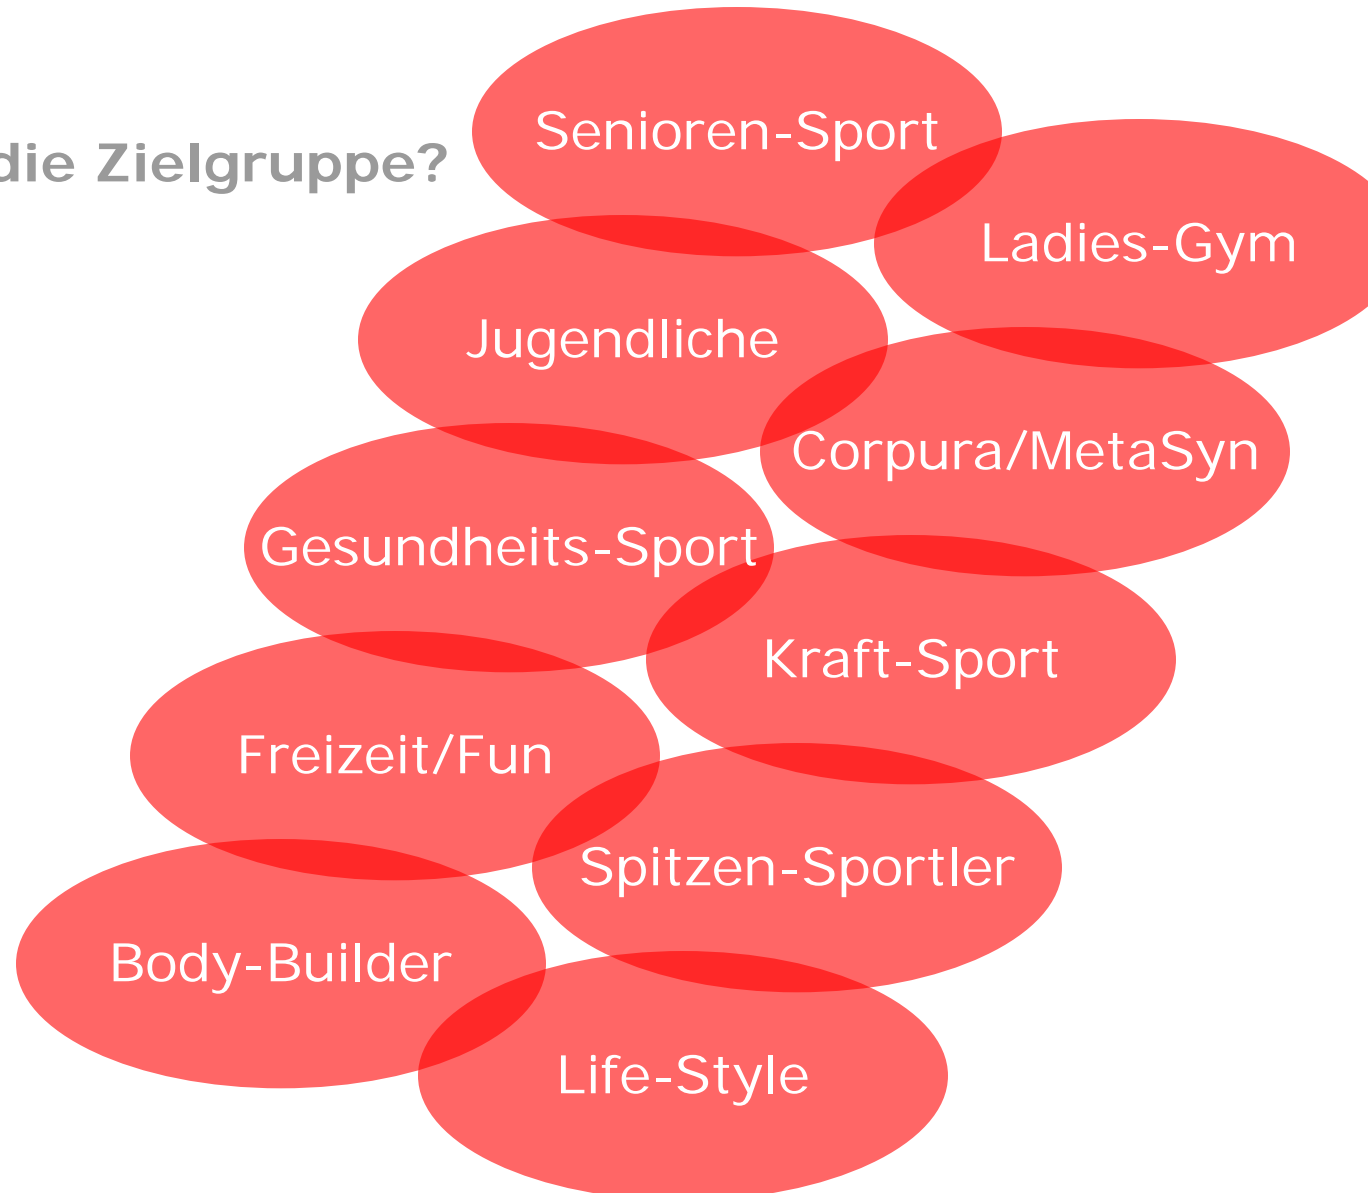 die Zielgruppe?
Senioren-Sport
Ladies-Gym
Jugendliche
Corpura/MetaSyn
Gesundheits-Sport
Kraft-Sport
Freizeit/Fun
Spitzen-Sportler
Body-Builder
Life-Style